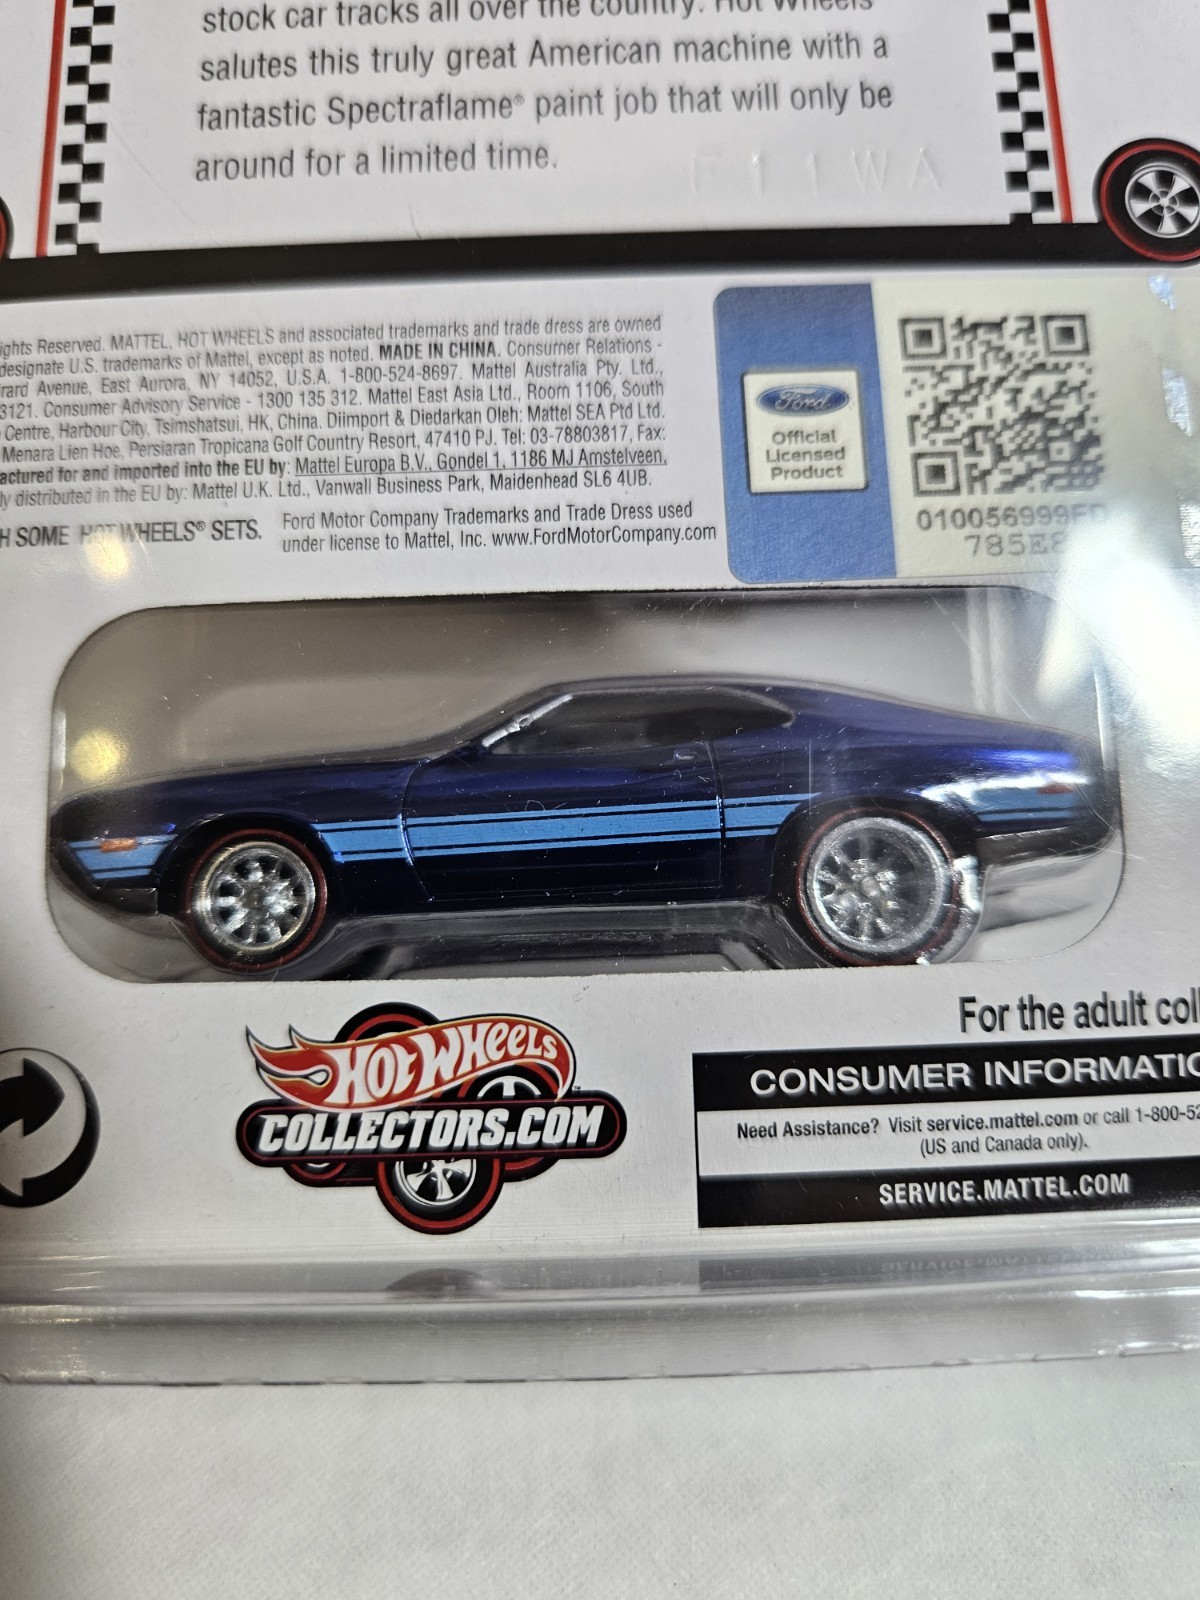 stock car tracks all over the country. Hot Wheels
salutes this truly great American machine with a
fantastic Spectraflame® paint job that will only be
around for a limited time.
F11WA
ights Reserved. MATTEL, HOT WHEELS and associated trademarks and trade dress are owned
designate U.S. trademarks of Mattel, except as noted. MADE IN CHINA. Consumer Relations -
rard Avenue, East Aurora, NY 14052, U.S.A. 1-800-524-8697. Mattel Australia Pty. Ltd.,
3121. Consumer Advisory Service - 1300 135 312. Mattel East Asia Ltd., Room 1106, South
Centre, Harbour City, Tsimshatsui, HK, China. Diimport & Diedarkan Oleh: Mattel SEA Ptd Ltd.
Menara Lien Hoe, Persiaran Tropicana Golf Country Resort, 47410 PJ. Tel: 03-78803817, Fax:
actured for and imported into the EU by: Mattel Europa B.V., Gondel 1, 1186 MJ Amstelveen,
ly distributed in the EU by: Mattel U.K. Ltd., Vanwall Business Park, Maidenhead SL6 4UB.
H SOME HOT WHEELS® SETS.
Ford Motor Company Trademarks and Trade Dress used
under license to Mattel, Inc. www.FordMotorCompany.com
Ford
Official
Licensed
Product
010056999FD
785E8
HOT WHEELS
COLLECTORS.COM
For the adult coll
CONSUMER INFORMATIO
Need Assistance? Visit service.mattel.com or call 1-800-52
(US and Canada only).
SERVICE.MATTEL.COM